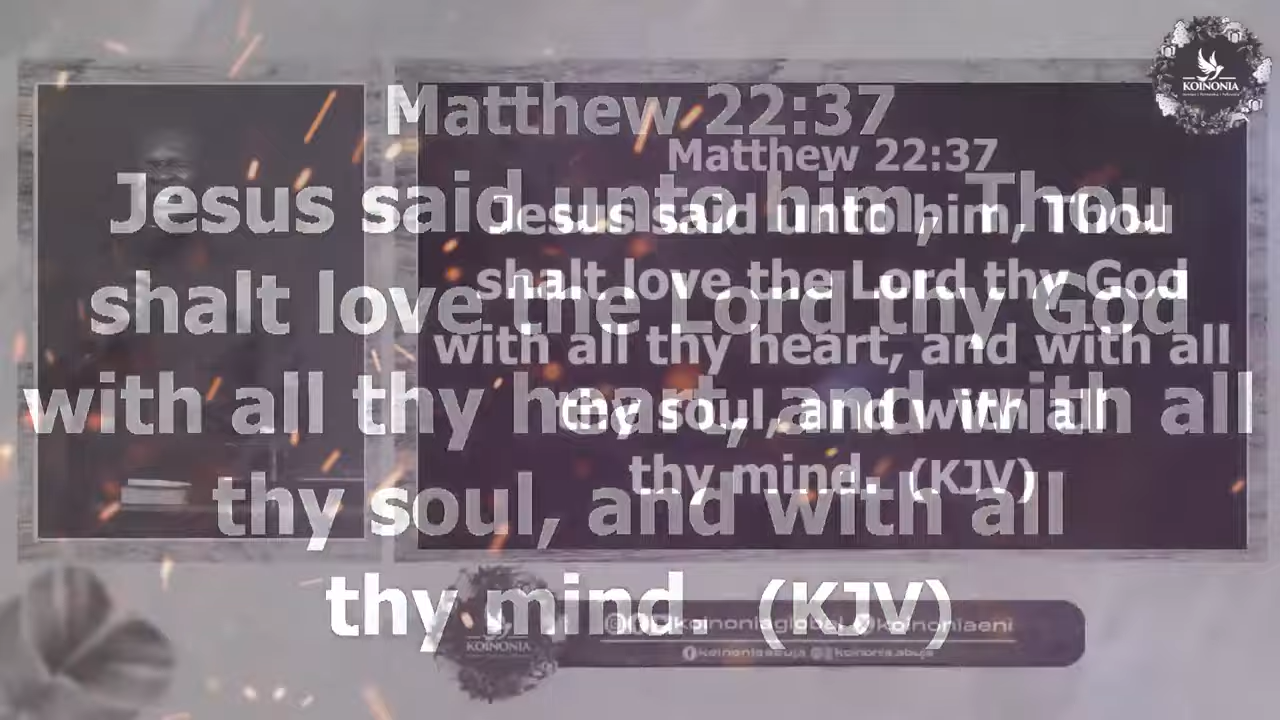 KOINONIA
Matthew 22:37
Jesus said unto him, Thou
shalt love the Lord thy God
with all thy heart, and with all
thy soul, and with all
thy mind. (KJV)
Matthew 22:37
Jesus said unto him, Thou
shalt love the Lord thy God
with all thy heart, and with all
thy soul, and with all
thy mind. (KJV)
KOINONIA
koinoniaglobal koinoniaeni
koinoniaabuja koinonia.abuja